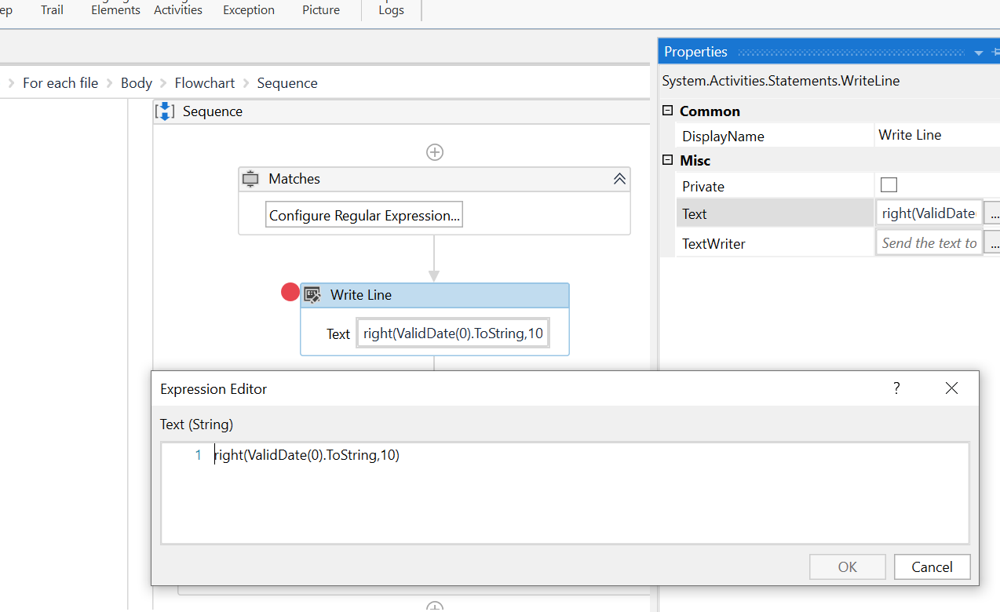 ep Trail Elements Activities Exception Picture Logs
For each file Body Flowchart Sequence
Sequence
Matches
Configure Regular Expression...
Write Line
Text right(ValidDate(0).ToString,10
Properties
System.Activities.Statements.WriteLine
Common
DisplayName Write Line
Misc
Private
Text right(ValidDate( ...
TextWriter Send the text to ...
Expression Editor ?
Text (String)
1 right(ValidDate(0).ToString,10)
OK Cancel